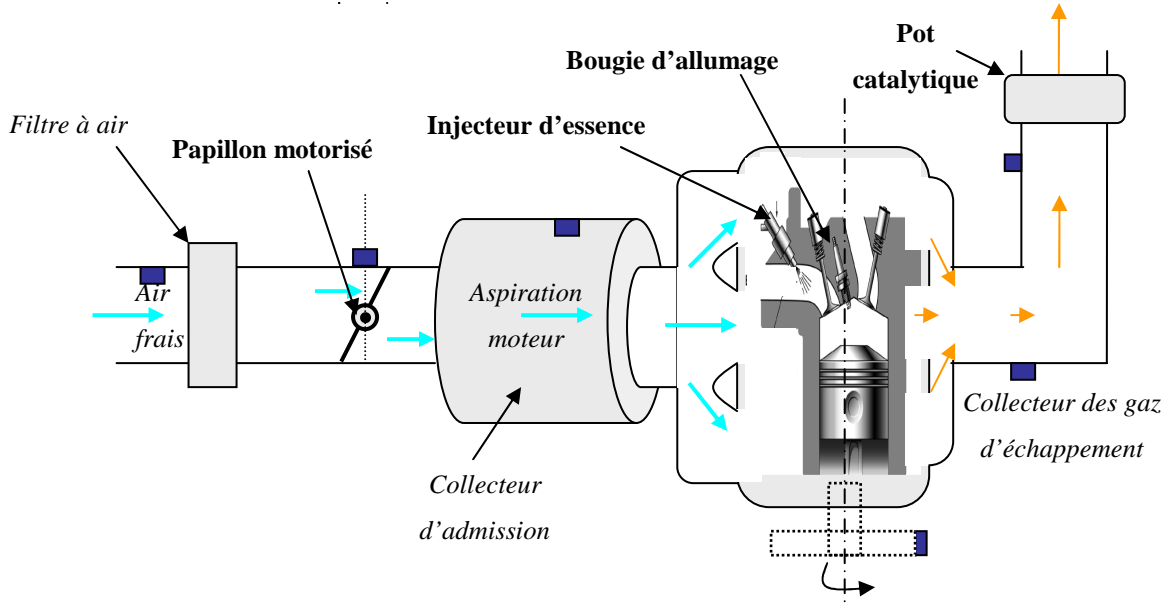 Pot
catalytique
Bougie d'allumage
Injecteur d'essence
Filtre à air
Papillon motorisé
Air
frais
Aspiration
moteur
Collecteur des gaz
d'échappement
Collecteur
d'admission